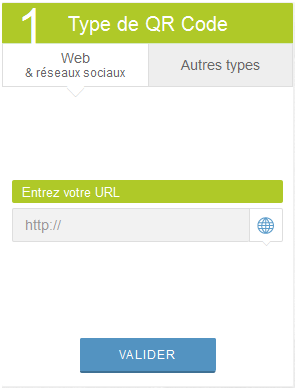 1 Type de QR Code
Web
& réseaux sociaux
Autres types
Entrez votre URL
http://
VALIDER